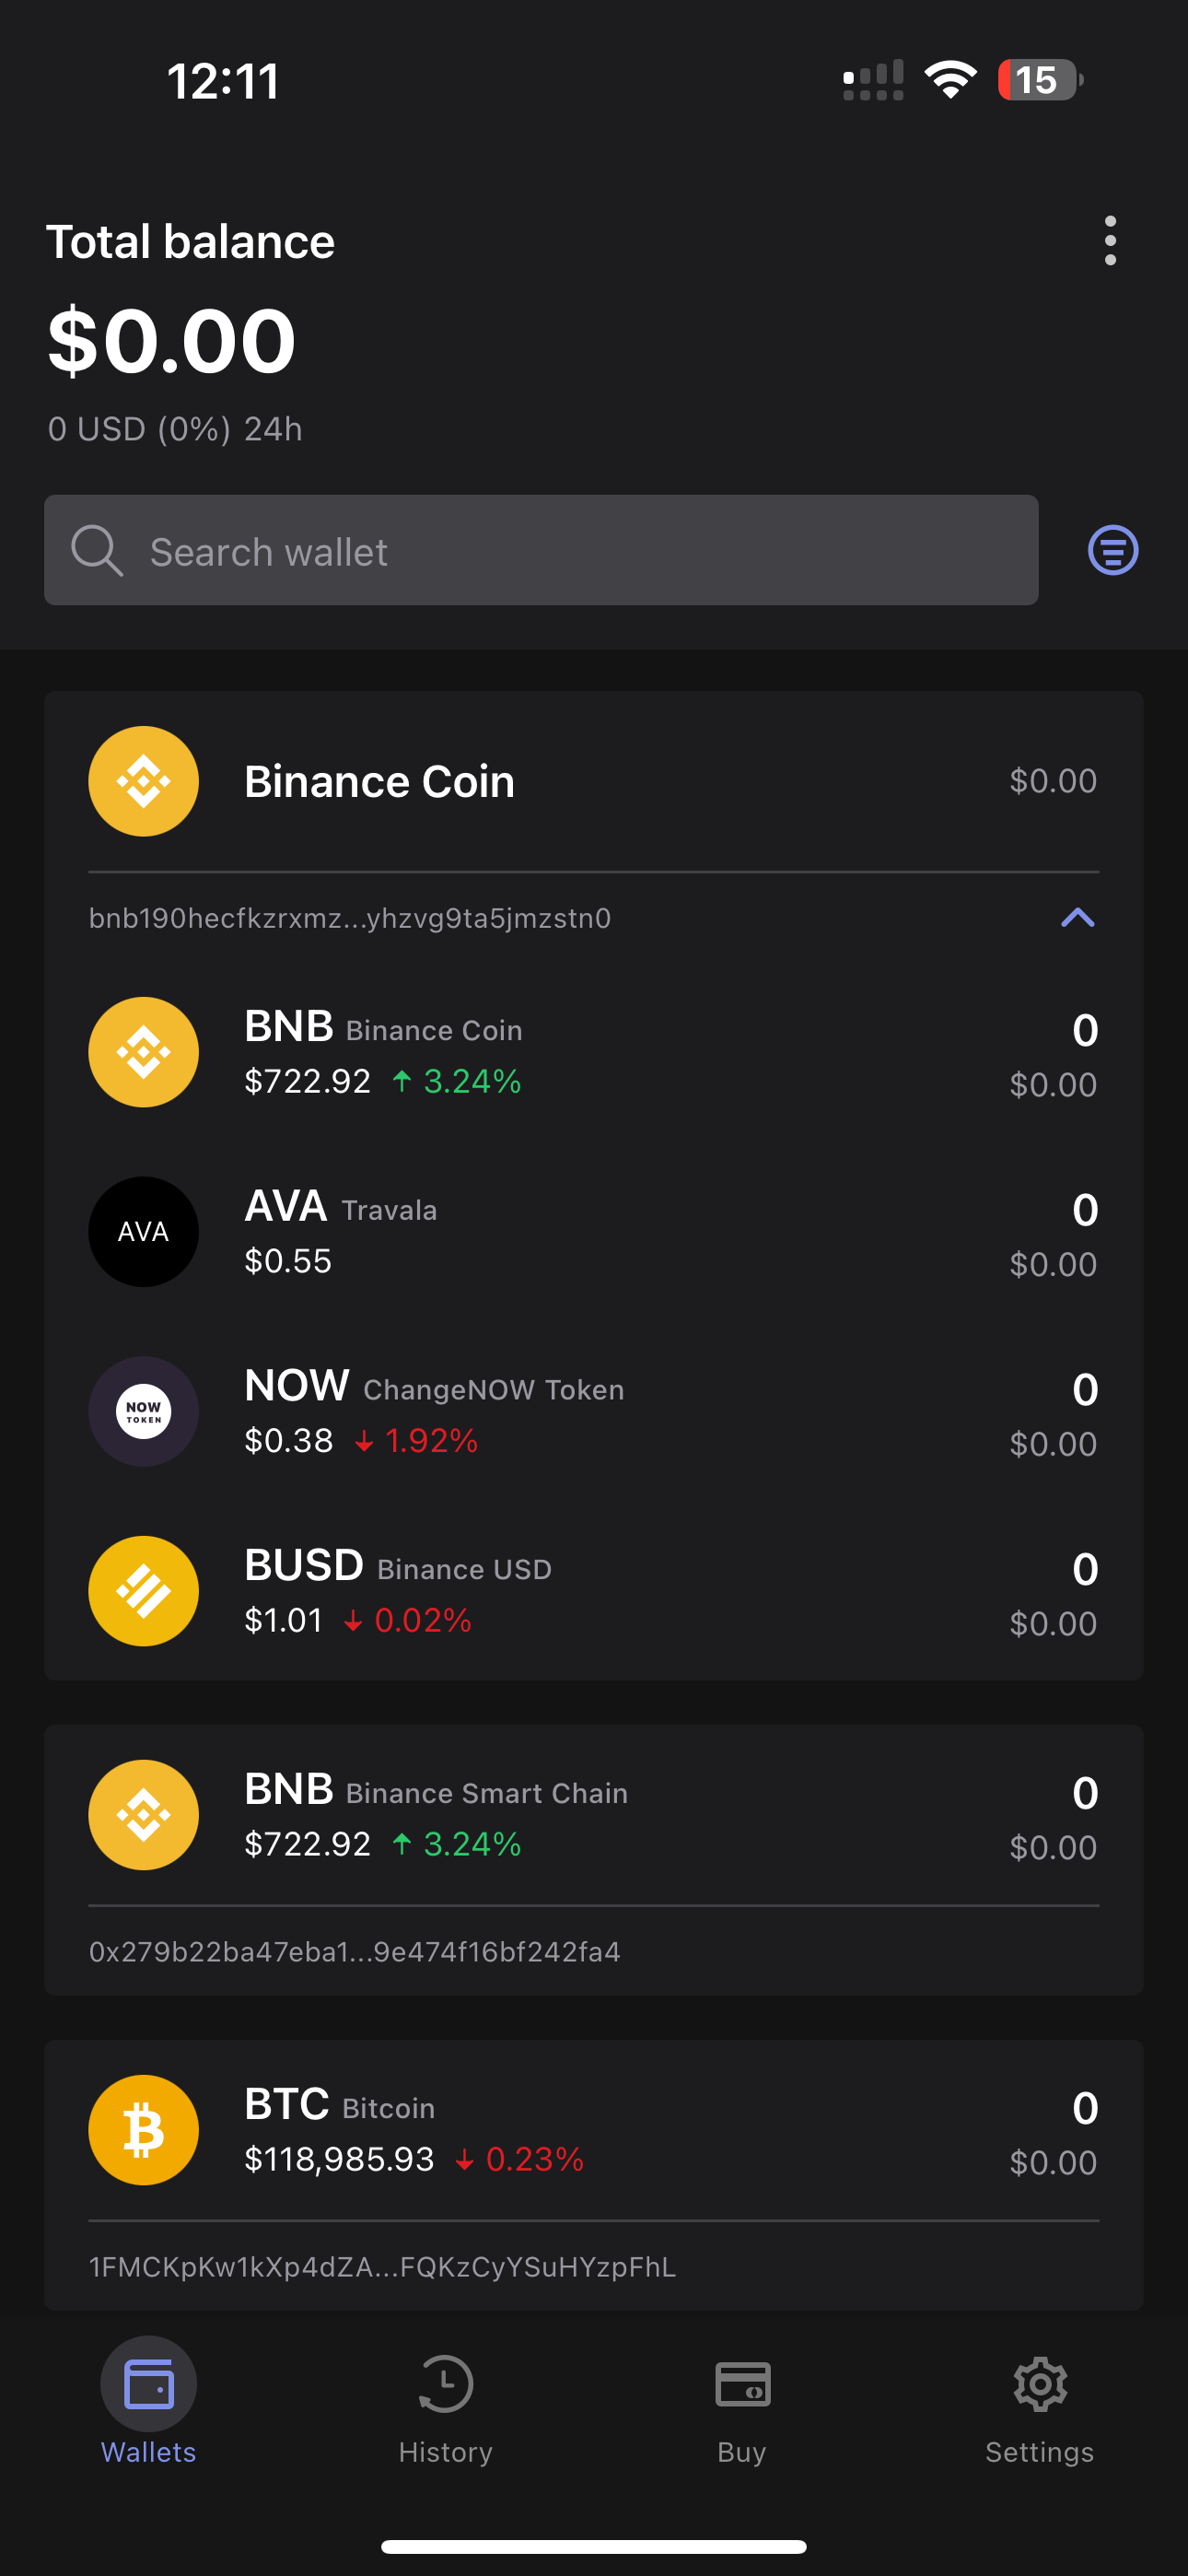 12:11
15
Total balance
$0.00
0 USD (0%) 24h
Search wallet
Binance Coin $0.00
bnb190hecfkzrxmz...yhzvg9ta5jmzstn0
BNB Binance Coin 0
$722.92 ↑ 3.24% $0.00
AVA
AVA Travala 0
$0.55 $0.00
NOW TOKEN
NOW ChangeNOW Token 0
$0.38 ↓ 1.92% $0.00
BUSD Binance USD 0
$1.01 ↓ 0.02% $0.00
BNB Binance Smart Chain 0
$722.92 ↑ 3.24% $0.00
0x279b22ba47eba1...9e474f16bf242fa4
BTC Bitcoin 0
$118,985.93 ↓ 0.23% $0.00
1FMCKpKw1kXp4dZA...FQKzCyYSuHYzpFhL
Wallets History Buy Settings